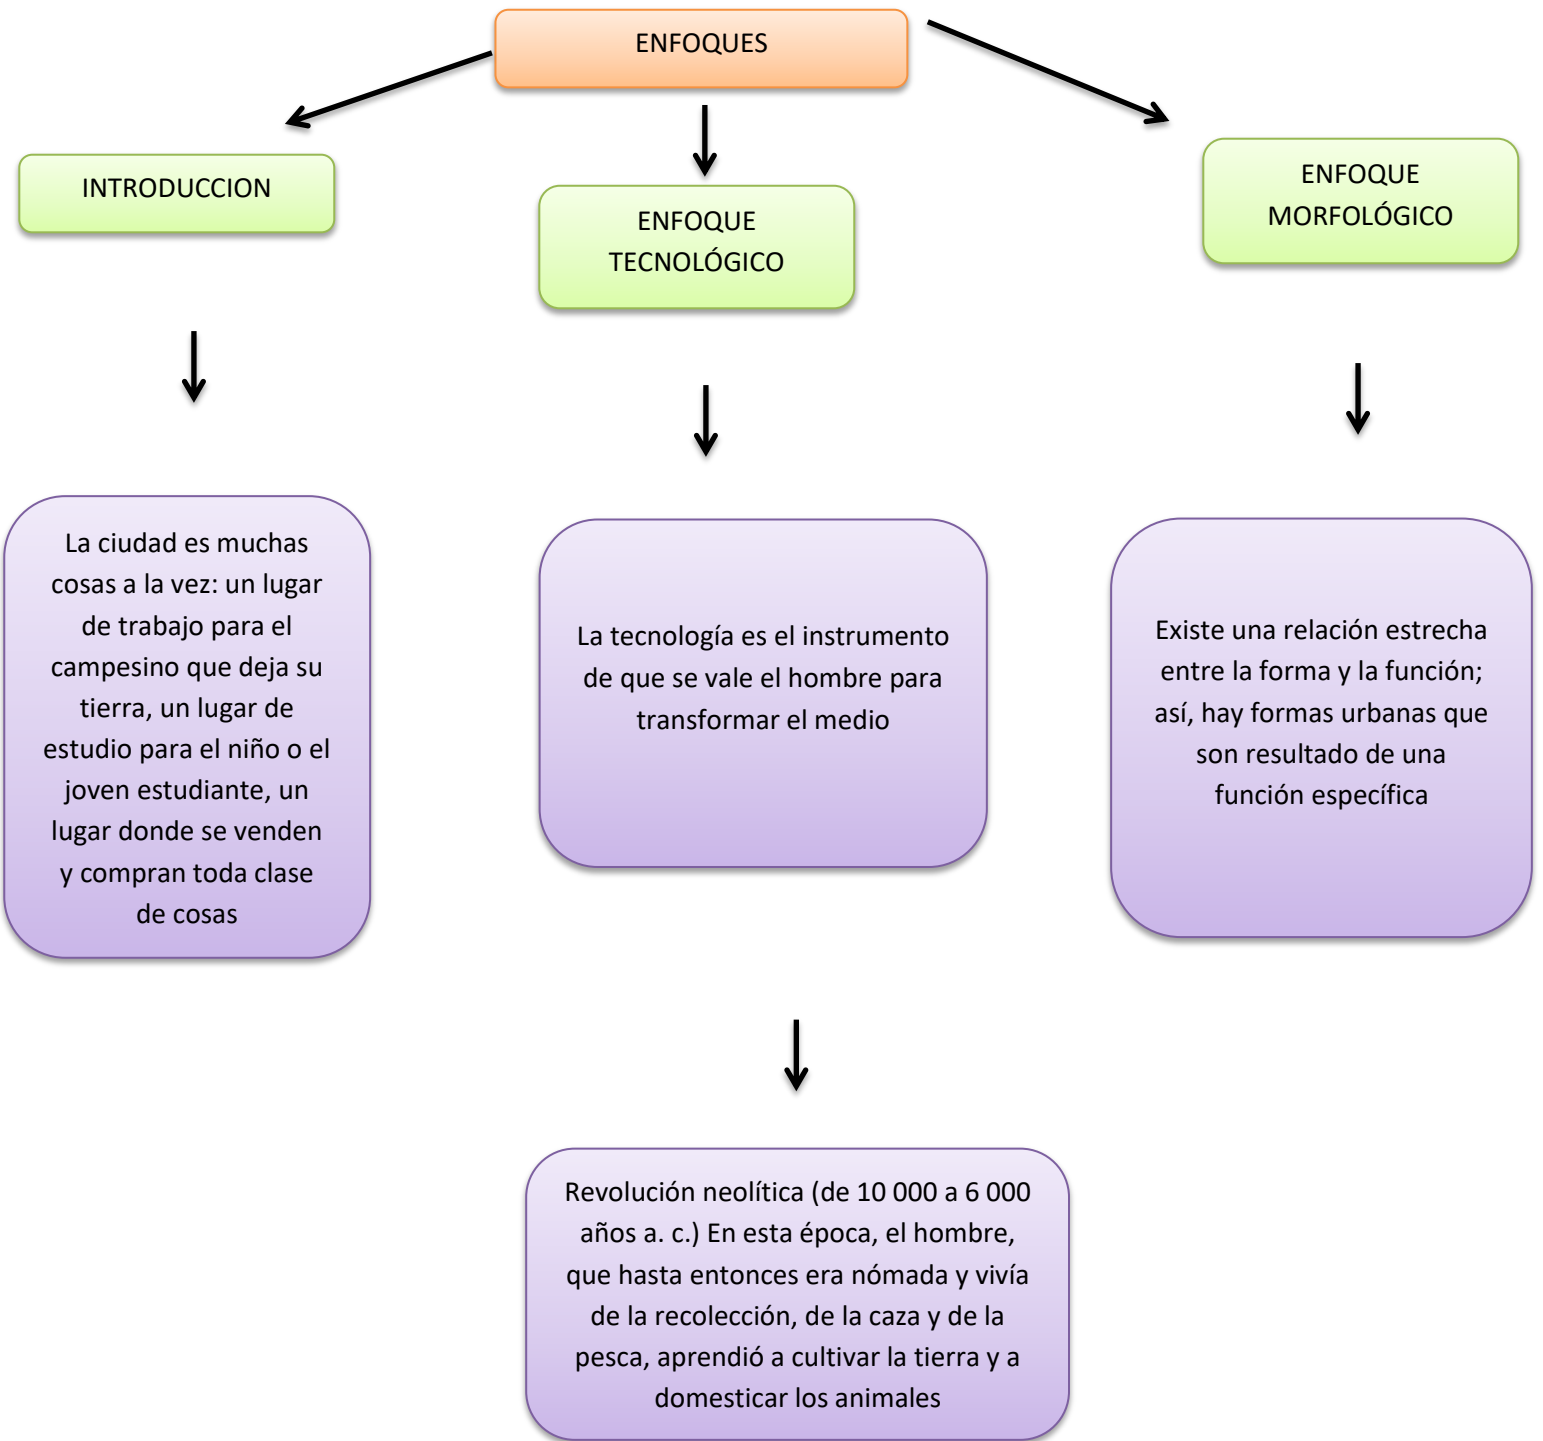 ENFOQUES
INTRODUCCION
ENFOQUE
TECNOLÓGICO
ENFOQUE
MORFOLÓGICO
La ciudad es muchas
cosas a la vez: un lugar
de trabajo para el
campesino que deja su
tierra, un lugar de
estudio para el niño o el
joven estudiante, un
lugar donde se venden
y compran toda clase
de cosas
La tecnología es el instrumento
de que se vale el hombre para
transformar el medio
Existe una relación estrecha
entre la forma y la función;
así, hay formas urbanas que
son resultado de una
función específica
Revolución neolítica (de 10 000 a 6 000
años a. c.) En esta época, el hombre,
que hasta entonces era nómada y vivía
de la recolección, de la caza y de la
pesca, aprendió a cultivar la tierra y a
domesticar los animales